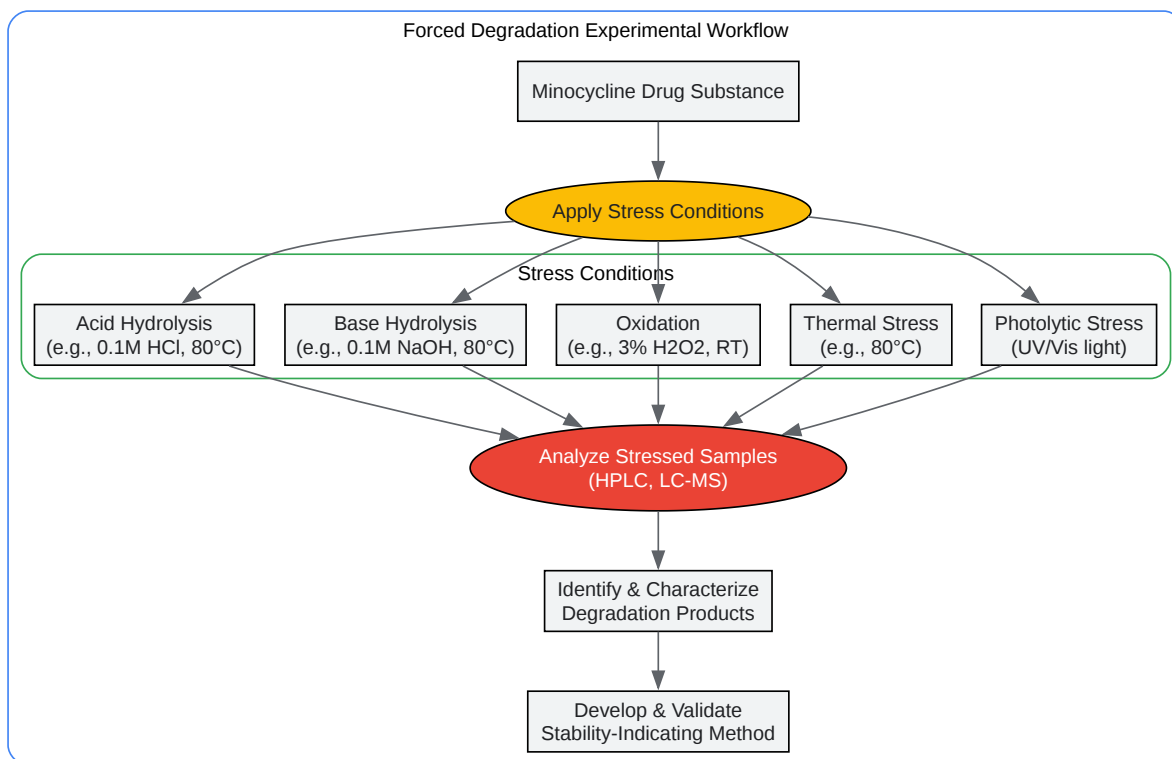 Forced Degradation Experimental Workflow
Minocycline Drug Substance
Apply Stress Conditions
Stress Conditions
Acid Hydrolysis
(e.g., 0.1M HCl, 80°C)
Base Hydrolysis
(e.g., 0.1M NaOH, 80°C)
Oxidation
(e.g., 3% H2O2, RT)
Thermal Stress
(e.g., 80°C)
Photolytic Stress
(UV/Vis light)
Analyze Stressed Samples
(HPLC, LC-MS)
Identify & Characterize
Degradation Products
Develop & Validate
Stability-Indicating Method